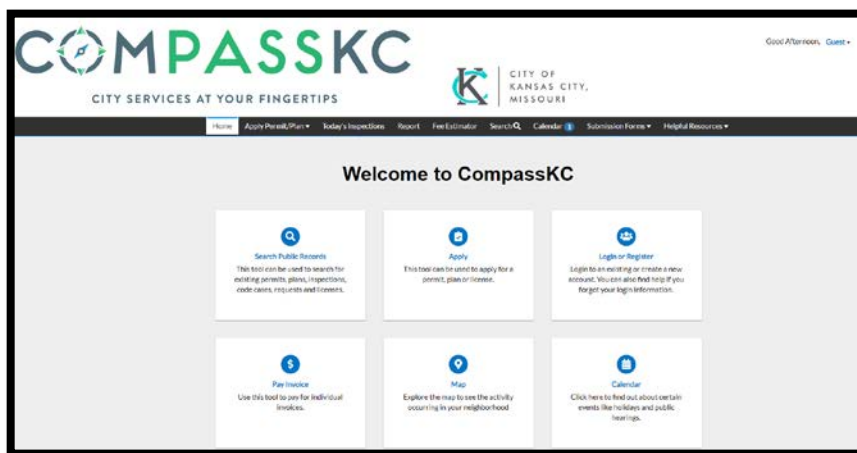 COMPASSKC
CITY SERVICES AT YOUR FINGERTIPS
KC
CITY OF
KANSAS CITY,
MISSOURI
Good Afternoon, Guest
Home Apply Permit/Plan Today's Inspections Report Fee Estimator Search Calendar 1 Submission Forms Helpful Resources
Welcome to CompassKC
Search Public Records
This tool can be used to search for
existing permits, plans, inspections,
code cases, requests and licenses.
Apply
This tool can be used to apply for a
permit, plan or license.
Login or Register
Login to an existing or create a new
account. You can also find help if you
forgot your login information.
Pay Invoice
Use this tool to pay for individual
invoices.
Map
Explore the map to see the activity
occurring in your neighborhood
Calendar
Click here to find out about certain
events like holidays and public
hearings.